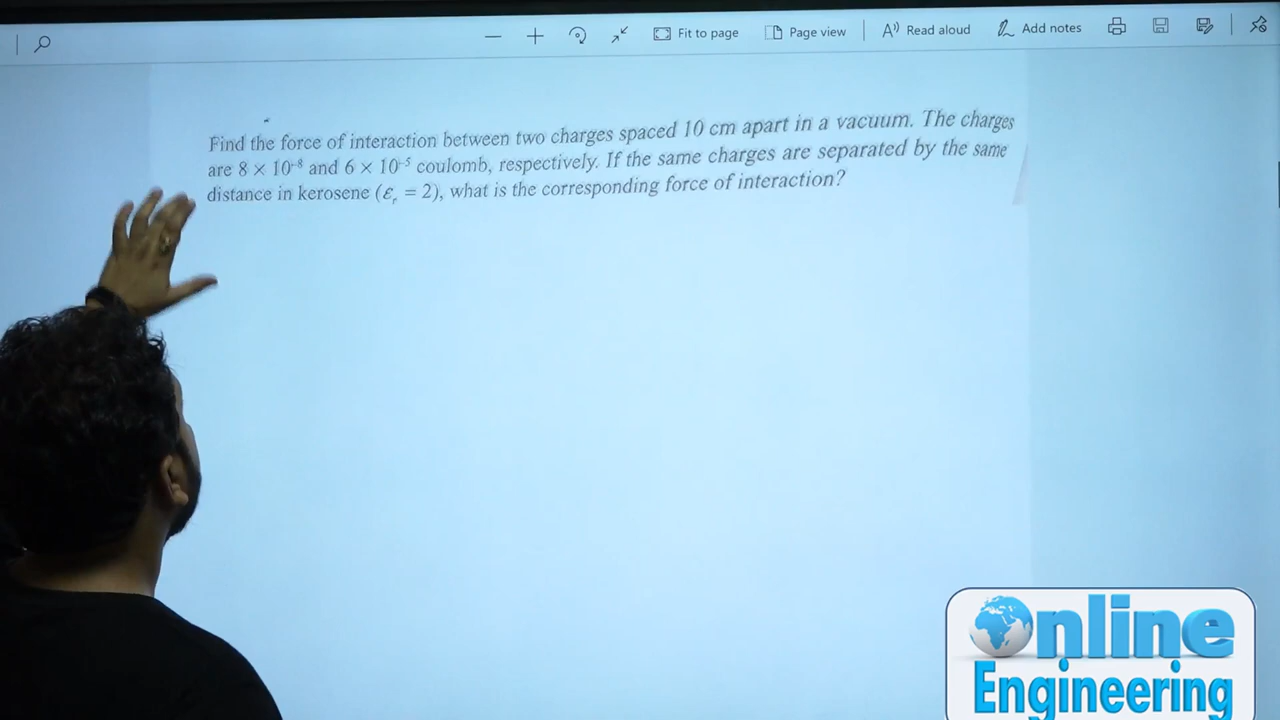 Fit to page Page view Read aloud Add notes
Find the force of interaction between two charges spaced 10 cm apart in a vacuum. The charges
are 8 × 10⁻⁸ and 6 × 10⁻⁵ coulomb, respectively. If the same charges are separated by the same
distance in kerosene (εᵣ = 2), what is the corresponding force of interaction?
Online
Engineering